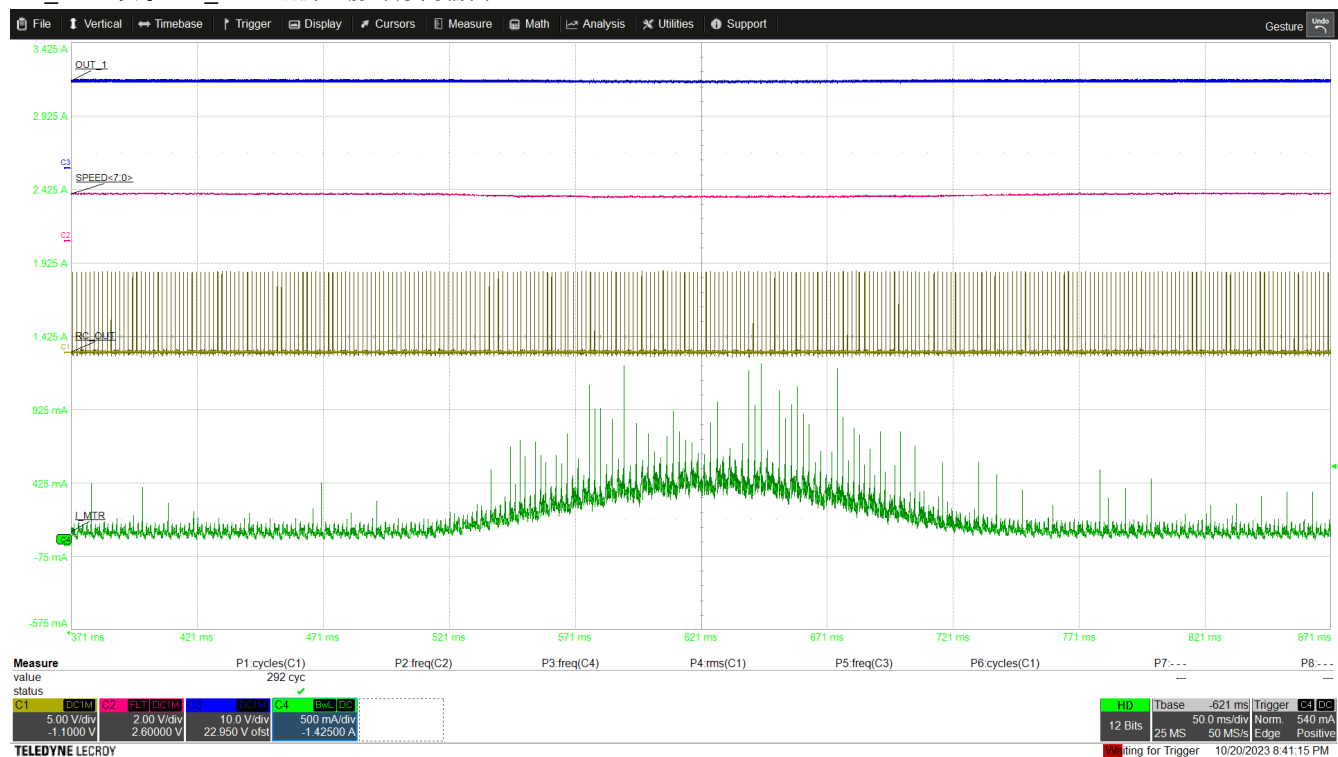 File Vertical Timebase Trigger Display Cursors Measure Math Analysis Utilities Support Gesture Undo
3.425 A
OUT_1
2.925 A
C3
SPEED<7:0>
2.425 A
C2
1.925 A
1.425 A
RC_OUT
C1
925 mA
425 mA
I_MTR
C4
-75 mA
-575 mA
371 ms 421 ms 471 ms 521 ms 571 ms 621 ms 671 ms 721 ms 771 ms 821 ms 871 ms
Measure P1:cycles(C1) P2:freq(C2) P3:freq(C4) P4:rms(C1) P5:freq(C3) P6:cycles(C1) P7:- - - P8:- - -
value 292 cyc --- ---
status
C1 DC1M C2 FLT DC1M C3 DC1M C4 BwL DC HD Tbase -621 ms Trigger C4 DC
5.00 V/div 2.00 V/div 10.0 V/div 500 mA/div 12 Bits 50.0 ms/div Norm. 540 mA
-1.1000 V 2.60000 V 22.950 V ofst -1.42500 A 25 MS 50 MS/s Edge Positive
TELEDYNE LECROY Waiting for Trigger 10/20/2023 8:41:15 PM